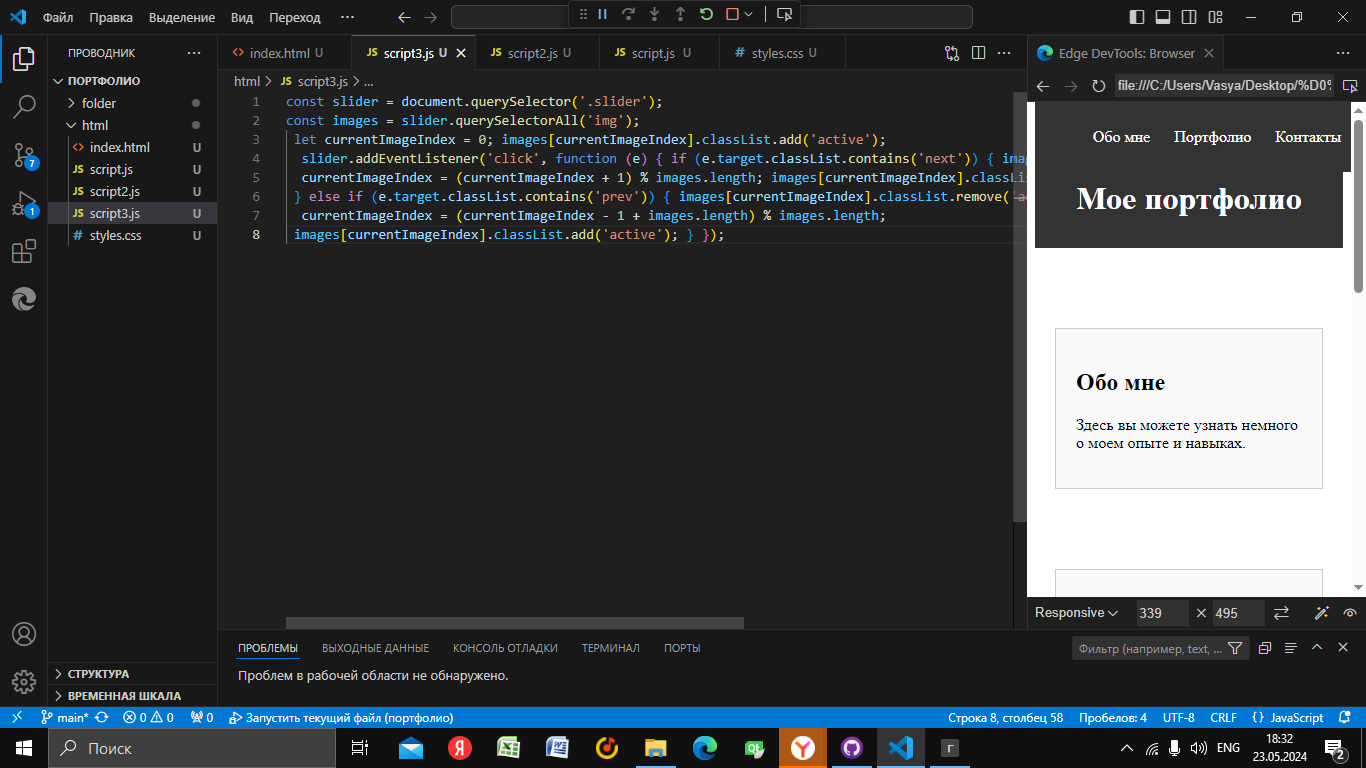 Файл Правка Выделение Вид Переход ···
ПРОВОДНИК ···
ПОРТФОЛИО
folder
html
index.html U
script.js U
script2.js U
script3.js U
styles.css U
СТРУКТУРА
ВРЕМЕННАЯ ШКАЛА
7
1
index.html U
JS script3.js U
JS script2.js U
JS script.js U
# styles.css U
html > JS script3.js > ...
1 const slider = document.querySelector('.slider');
2 const images = slider.querySelectorAll('img');
3 let currentImageIndex = 0; images[currentImageIndex].classList.add('active');
4 slider.addEventListener('click', function (e) { if (e.target.classList.contains('next')) { ima
5 currentImageIndex = (currentImageIndex + 1) % images.length; images[currentImageIndex].classLis
6 } else if (e.target.classList.contains('prev')) { images[currentImageIndex].classList.remove('ac
7 currentImageIndex = (currentImageIndex - 1 + images.length) % images.length;
8 images[currentImageIndex].classList.add('active'); } });
Edge DevTools: Browser
file:///C:/Users/Vasya/Desktop/%D0%
Обо мне Портфолио Контакты
Мое портфолио
Обо мне
Здесь вы можете узнать немного
о моем опыте и навыках.
Responsive 339 × 495
ПРОБЛЕМЫ ВЫХОДНЫЕ ДАННЫЕ КОНСОЛЬ ОТЛАДКИ ТЕРМИНАЛ ПОРТЫ
Фильтр (например, text, ...
Проблем в рабочей области не обнаружено.
main* 0 0 0 Запустить текущий файл (портфолио)
Строка 8, столбец 58 Пробелов: 4 UTF-8 CRLF {} JavaScript
Поиск
ENG
18:32
23.05.2024
2